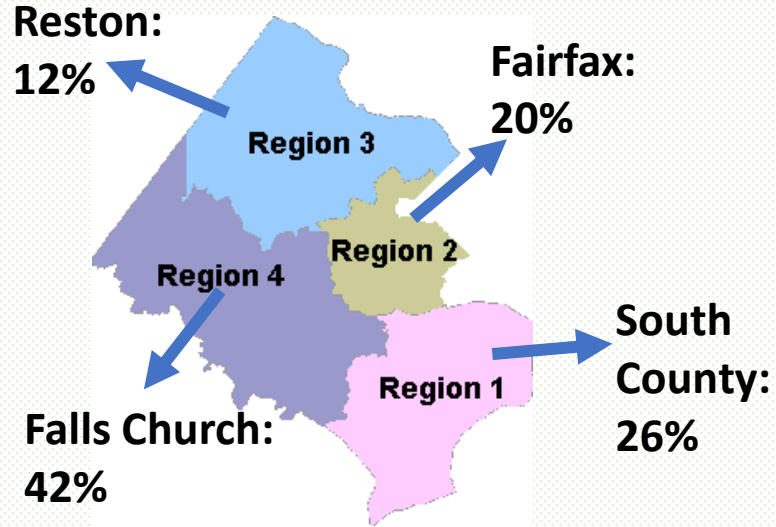 Reston:
12%
Fairfax:
20%
Region 3
Region 2
Region 4
South
County:
26%
Region 1
Falls Church:
42%